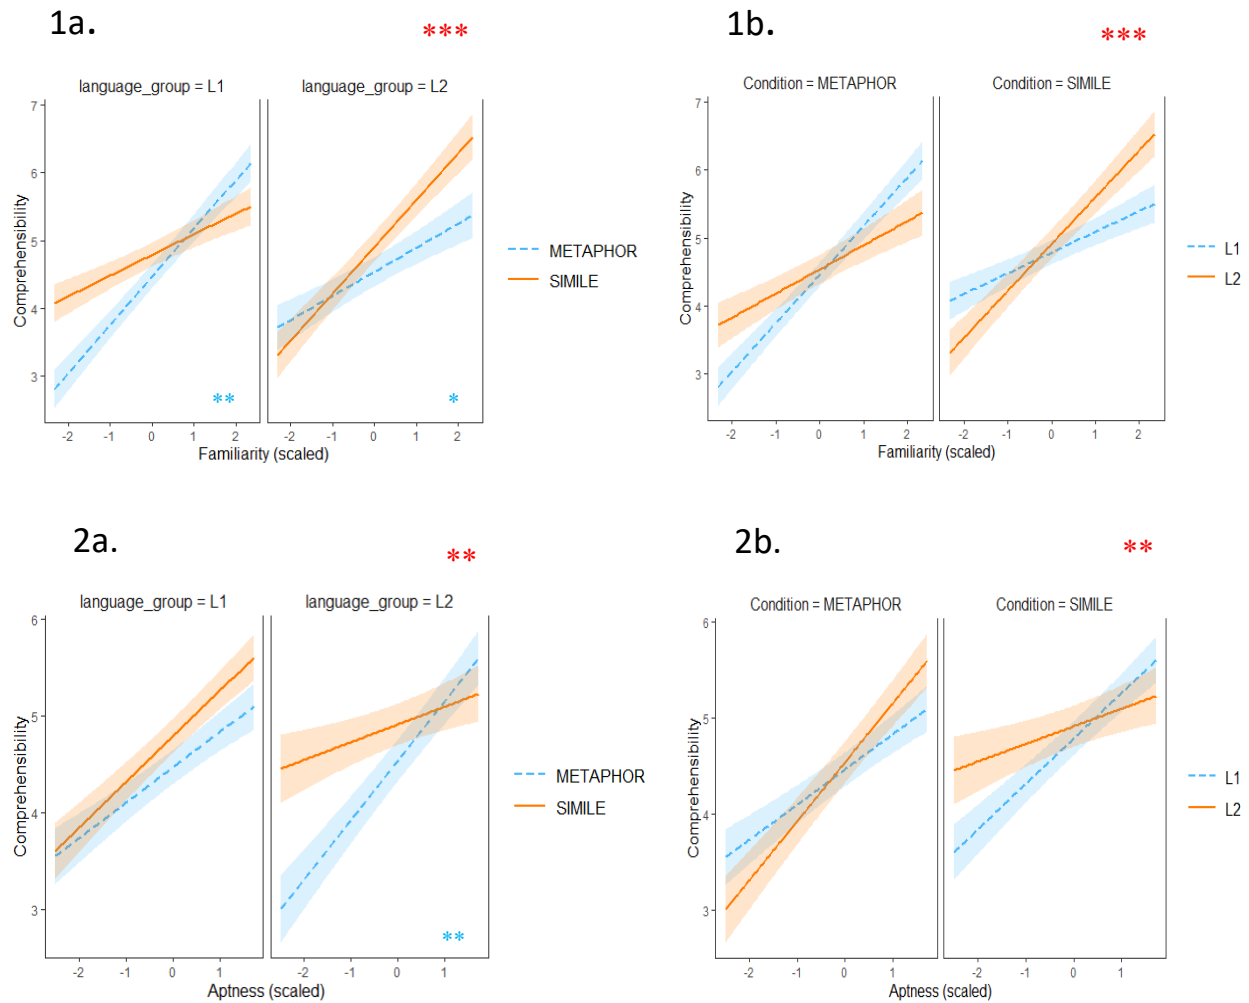 1a.
***
language_group = L1
language_group = L2
7
6
5
4
3
Comprehensibility
METAPHOR
SIMILE
**
*
-2 -1 0 1 2
-2 -1 0 1 2
Familiarity (scaled)
1b.
***
Condition = METAPHOR
Condition = SIMILE
7
6
5
4
3
Comprehensibility
L1
L2
-2 -1 0 1 2
-2 -1 0 1 2
Familiarity (scaled)
2a.
**
language_group = L1
language_group = L2
6
5
4
3
Comprehensibility
METAPHOR
SIMILE
**
-2 -1 0 1
-2 -1 0 1
Aptness (scaled)
2b.
**
Condition = METAPHOR
Condition = SIMILE
6
5
4
3
Comprehensibility
L1
L2
-2 -1 0 1
-2 -1 0 1
Aptness (scaled)